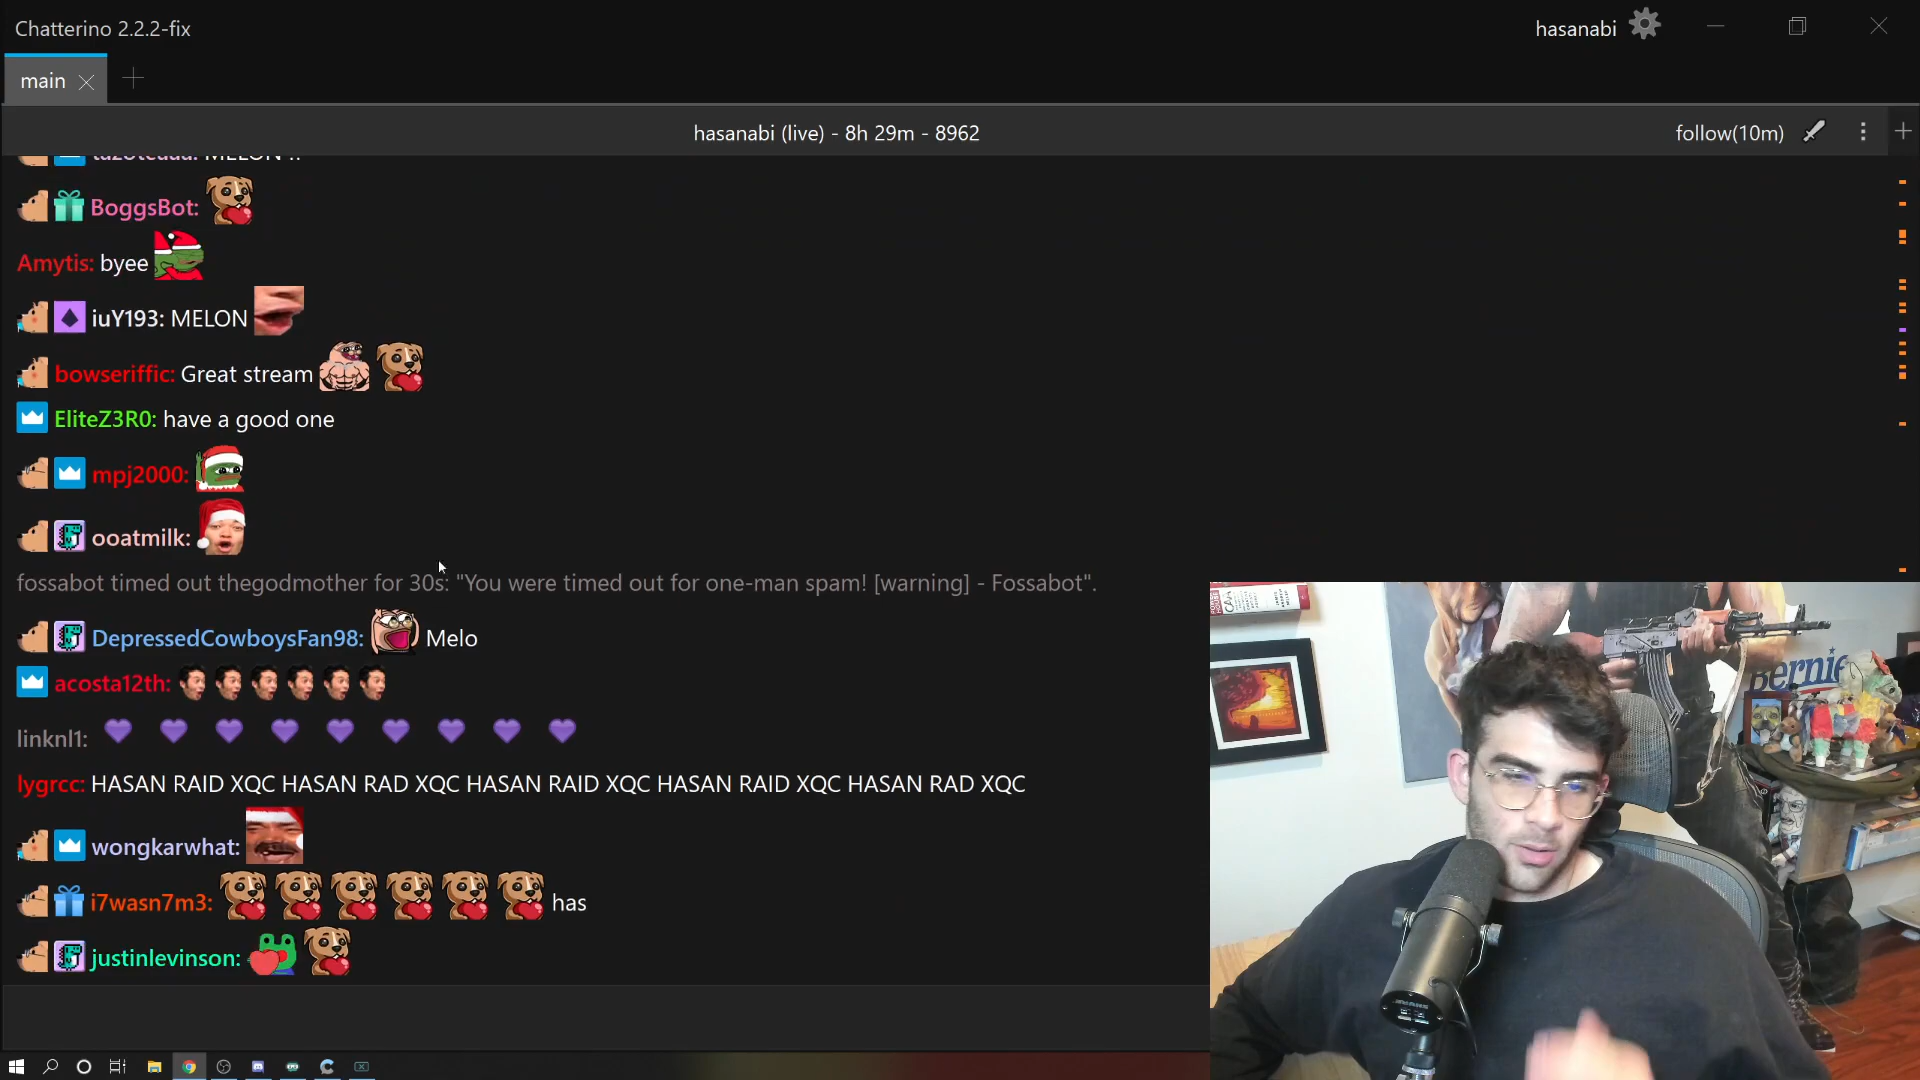 Chatterino 2.2.2-fix
hasanabi
main
hasanabi (live) - 8h 29m - 8962
follow(10m)
BoggsBot:
Amytis: byee
iuY193: MELON
bowseriffic: Great stream
EliteZ3R0: have a good one
mpj2000:
ooatmilk:
fossabot timed out thegodmother for 30s: "You were timed out for one-man spam! [warning] - Fossabot".
DepressedCowboysFan98: Melo
acosta12th:
linknl1:
lygrcc: HASAN RAID XQC HASAN RAD XQC HASAN RAID XQC HASAN RAID XQC HASAN RAD XQC
wongkarwhat:
i7wasn7m3: has
justinlevinson:
Bernie